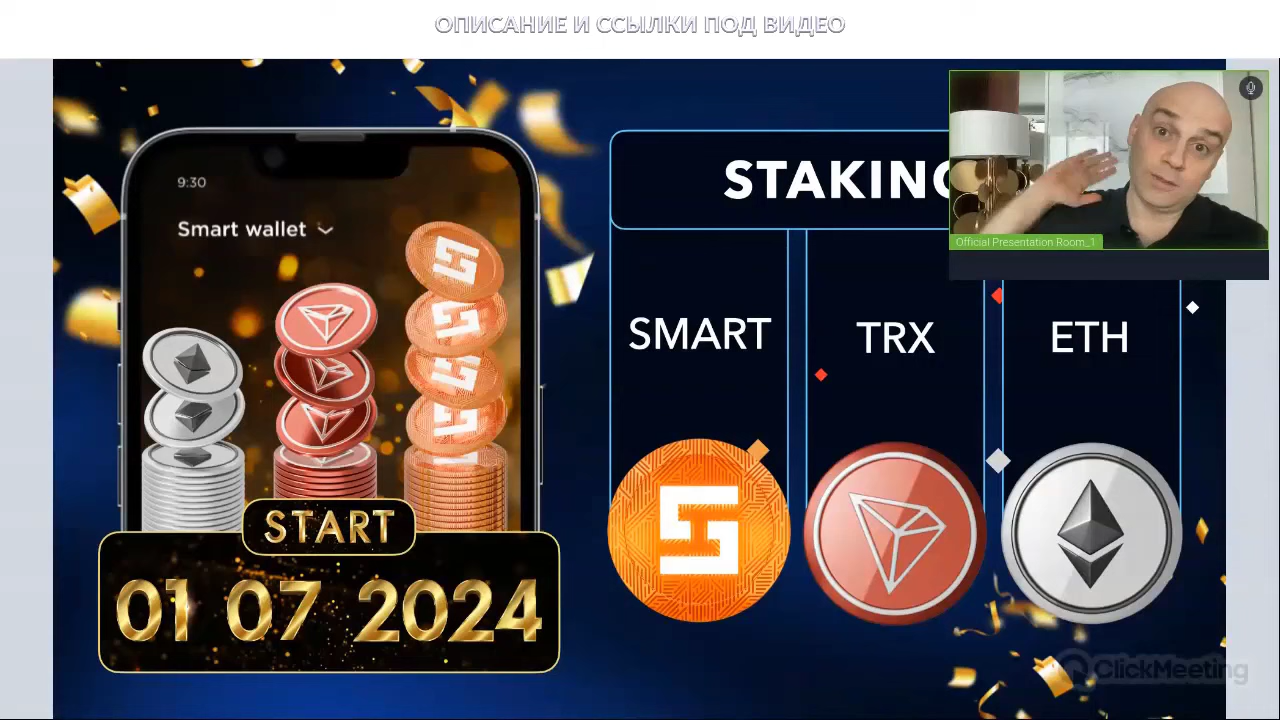 ОПИСАНИЕ И ССЫЛКИ ПОД ВИДЕО
9:30
Smart wallet
START
01 07 2024
STAKING
SMART
TRX
ETH
Official Presentation Room_1
ClickMeeting